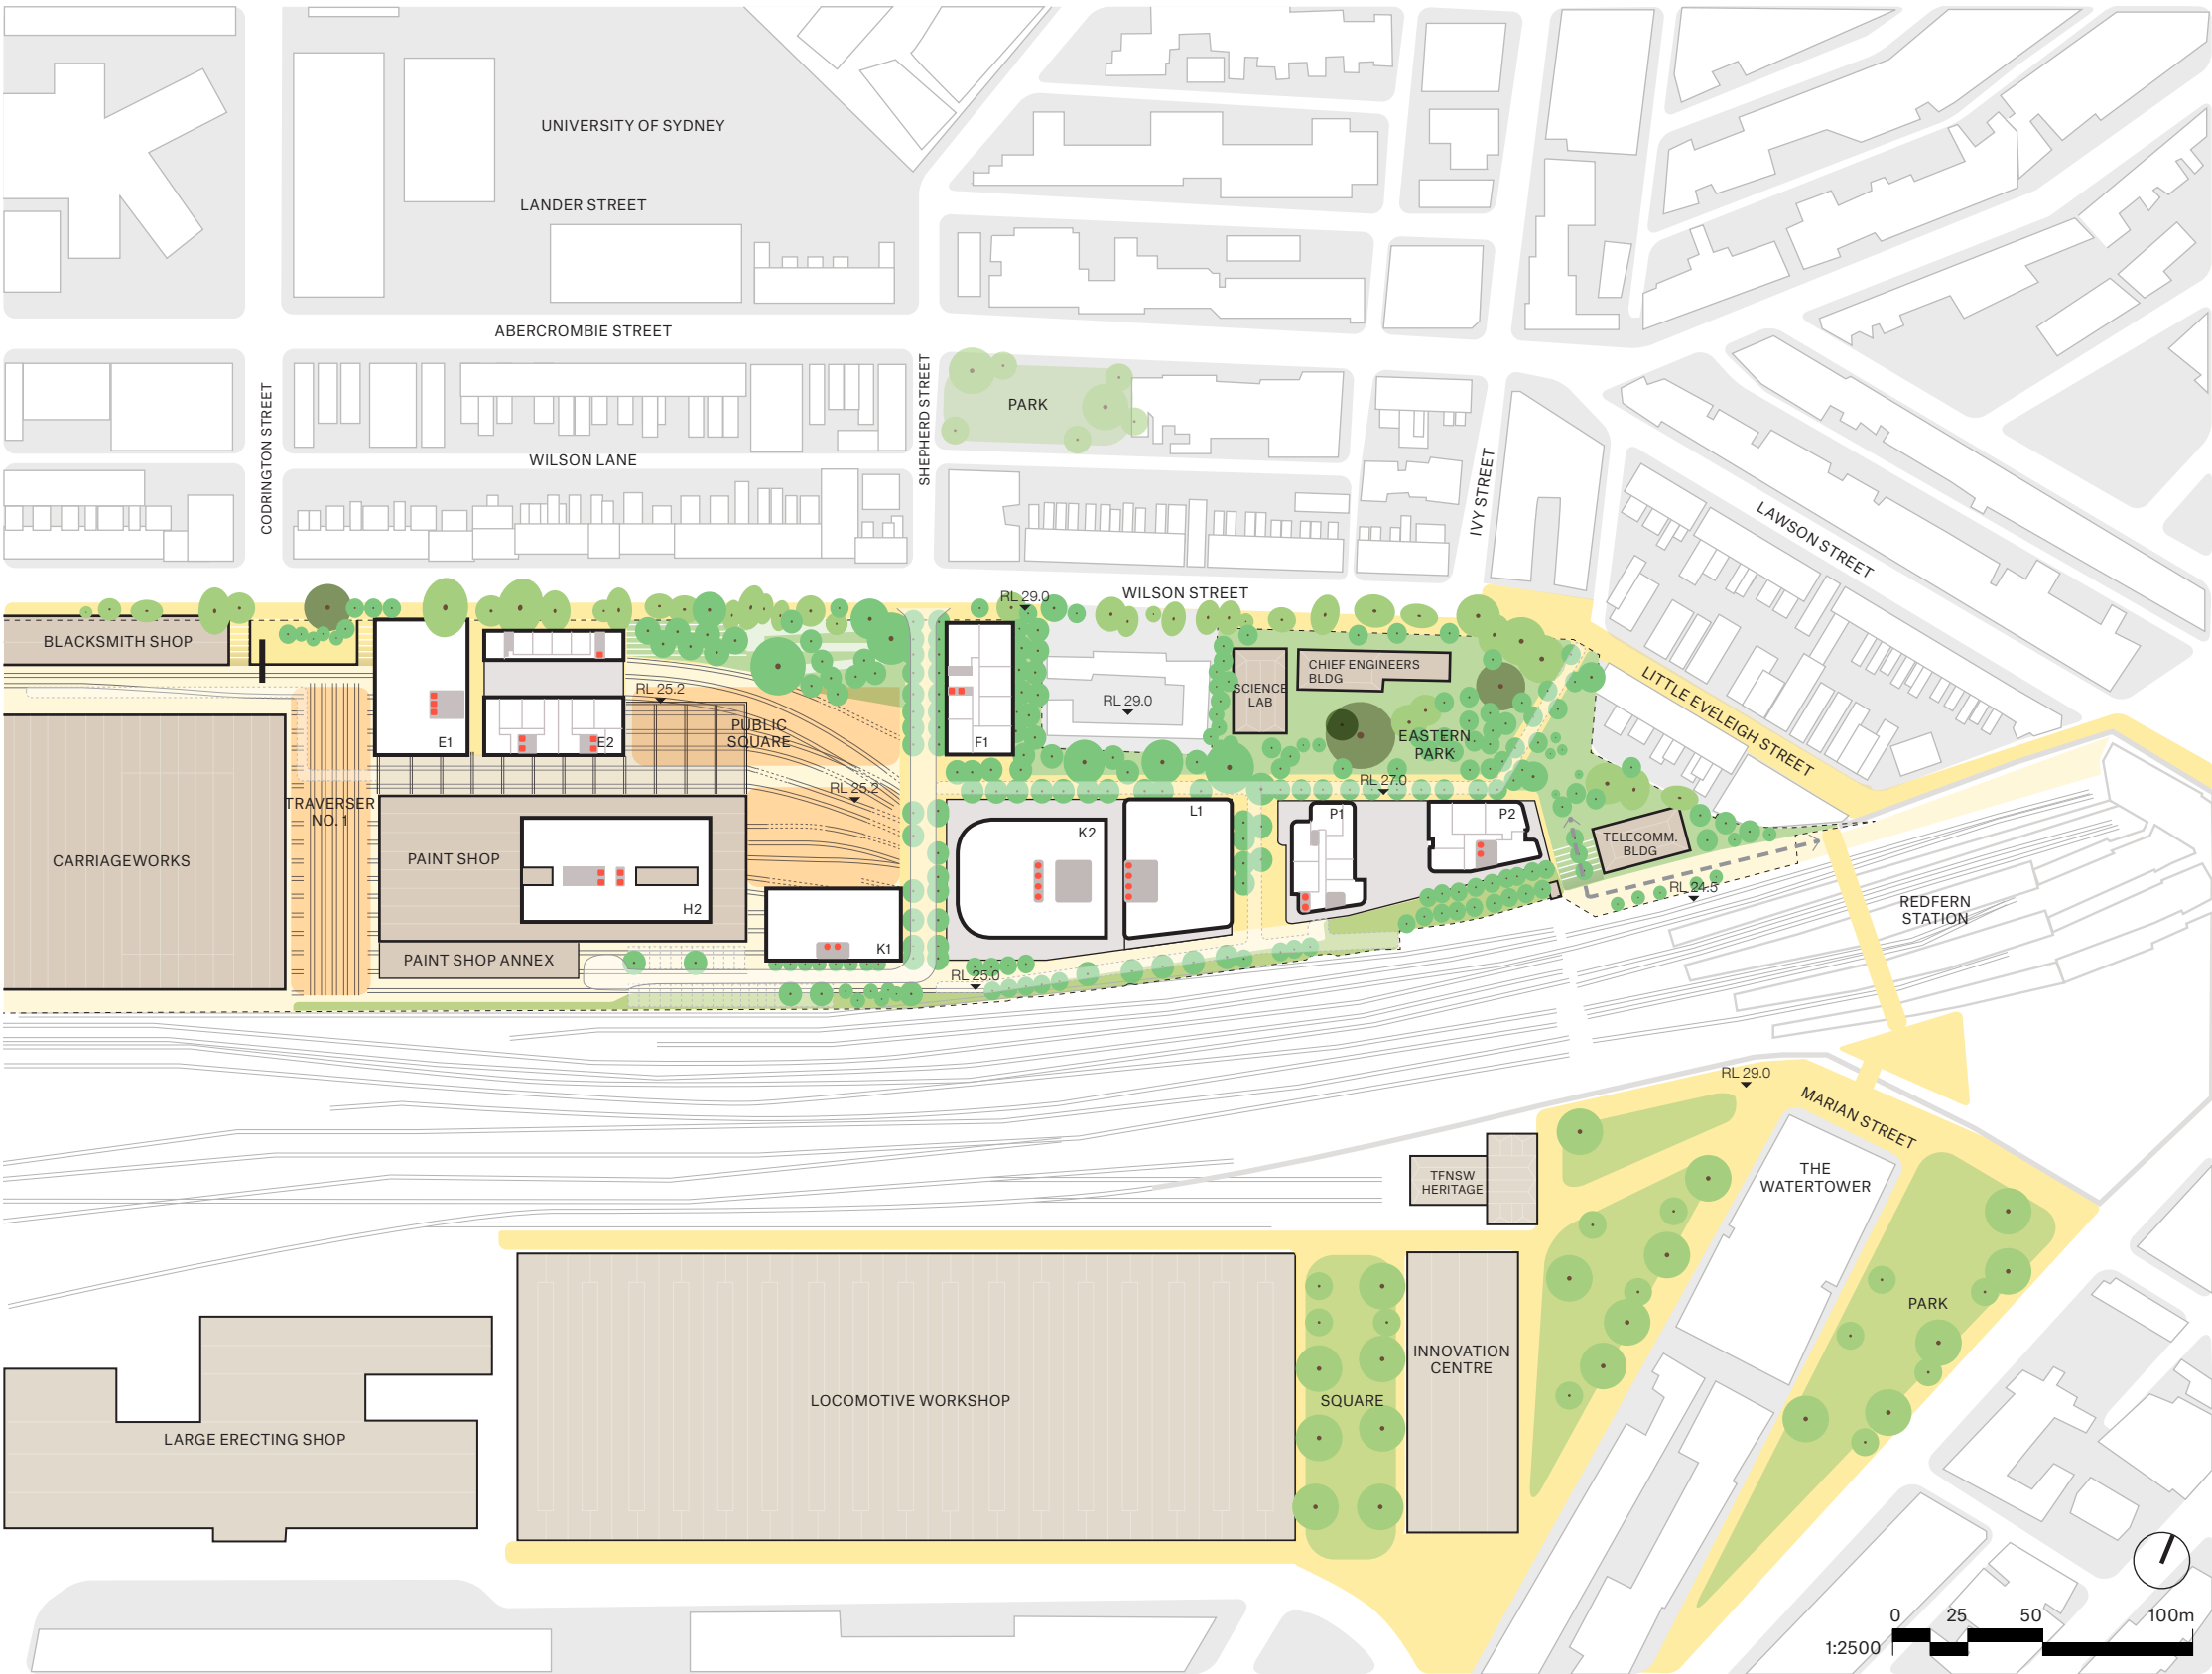 UNIVERSITY OF SYDNEY
LANDER STREET
ABERCROMBIE STREET
CODRINGTON STREET
SHEPHERD STREET
PARK
WILSON LANE
IVY STREET
LAWSON STREET
WILSON STREET
RL 29.0
BLACKSMITH SHOP
CHIEF ENGINEERS
BLDG
SCIENCE
LAB
LITTLE EVELEIGH STREET
RL 25.2
RL 29.0
PUBLIC
SQUARE
E1
E2
F1
EASTERN
PARK
RL 27.0
RL 25.2
TRAVERSER
NO. 1
L1
P1
P2
K2
TELECOMM.
BLDG
CARRIAGEWORKS
PAINT SHOP
H2
RL 24.5
REDFERN
STATION
K1
PAINT SHOP ANNEX
RL 25.0
RL 29.0
MARIAN STREET
TFNSW
HERITAGE
THE
WATERTOWER
PARK
INNOVATION
CENTRE
LOCOMOTIVE WORKSHOP
SQUARE
LARGE ERECTING SHOP
0 25 50 100m
1:2500